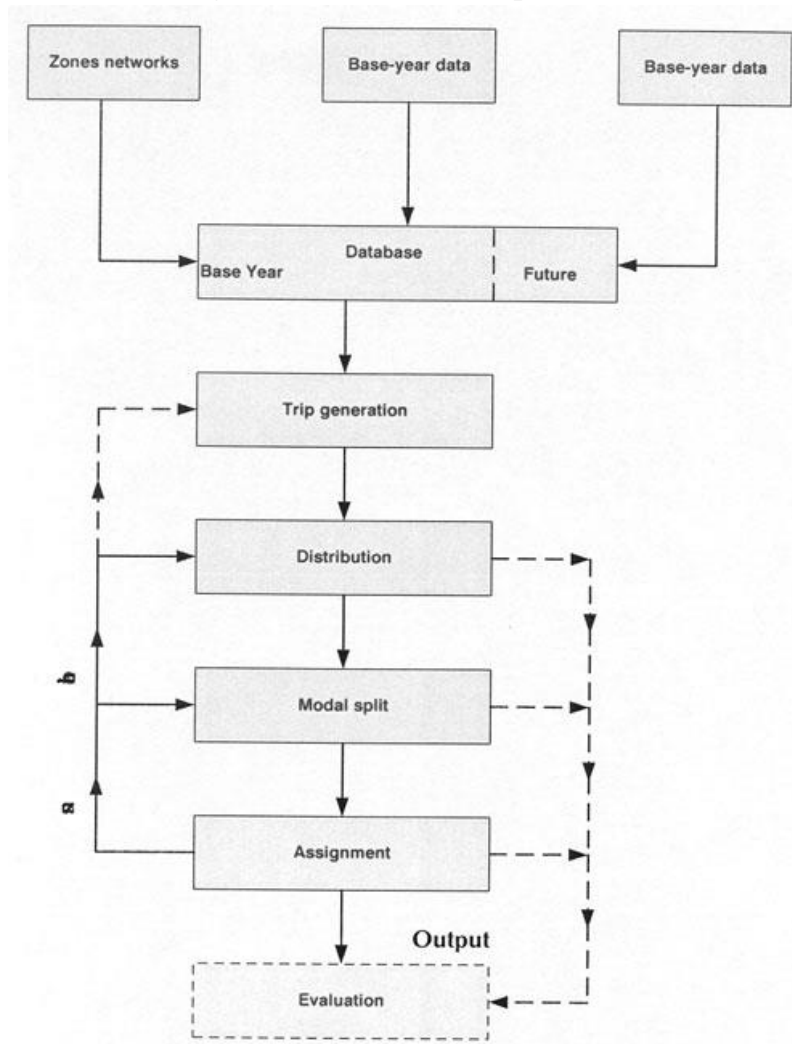 Zones networks
Base-year data
Base-year data
Database
Base Year
Future
Trip generation
Distribution
b
Modal split
a
Assignment
Output
Evaluation